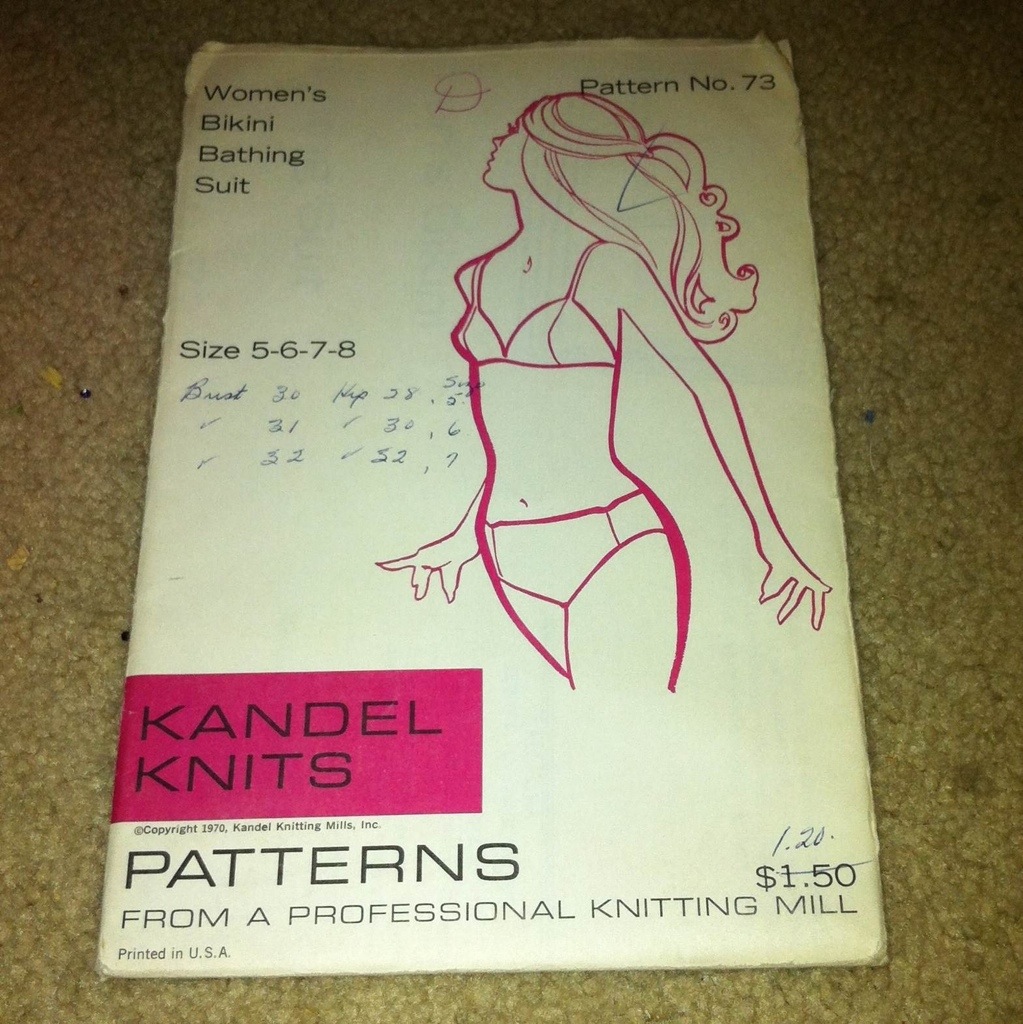 Women's
Bikini
Bathing
Suit
D
Pattern No. 73
Size 5-6-7-8
Bust 30 Hip 28, Size 5.
✓ 31 ✓ 30, 6
✓ 32 ✓ 32, 7
KANDEL
KNITS
©Copyright 1970, Kandel Knitting Mills, Inc.
PATTERNS
1.20.
$1.50
FROM A PROFESSIONAL KNITTING MILL
Printed in U.S.A.